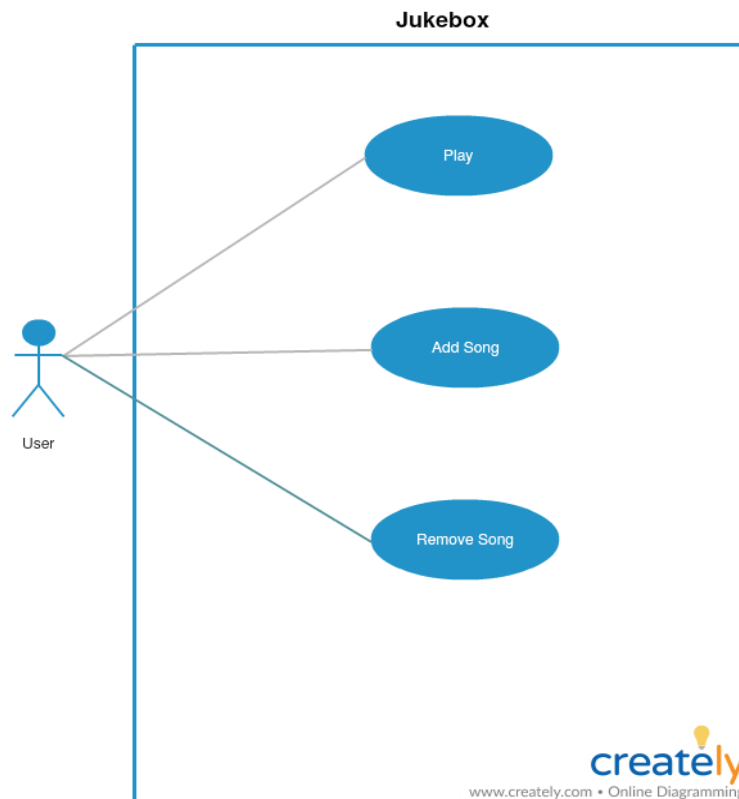 Jukebox
Play
Add Song
User
Remove Song
creately
www.creately.com • Online Diagramming